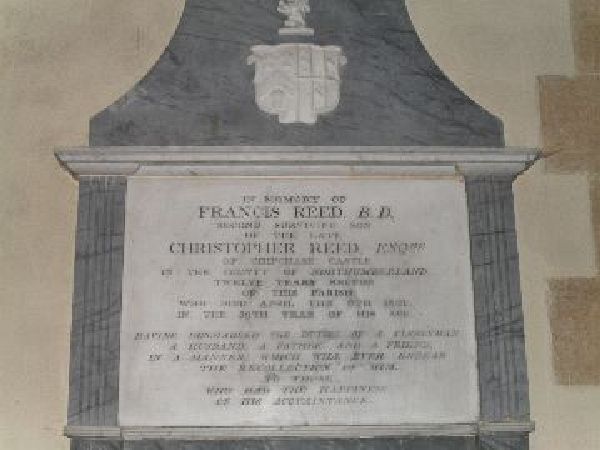 IN MEMORY OF
FRANCIS REED, B.D,
SECOND SURVIVING SON
OF THE LATE
CHRISTOPHER REED, ESQRE
OF CHIPCHASE CASTLE
IN THE COUNTY OF NORTHUMBERLAND
TWELVE YEARS RECTOR
OF THIS PARISH
WHO DIED APRIL THE
IN THE YEAR OF HIS AGE.
HAVING DISCHARGED THE DUTIES OF A CLERGYMAN
A HUSBAND, A FATHER, AND A FRIEND,
IN A MANNER WHICH WILL EVER ENDEAR
THE RECOLLECTION OF HIM,
TO THOSE
WHO HAD THE HAPPINESS
OF HIS ACQUAINTANCE.